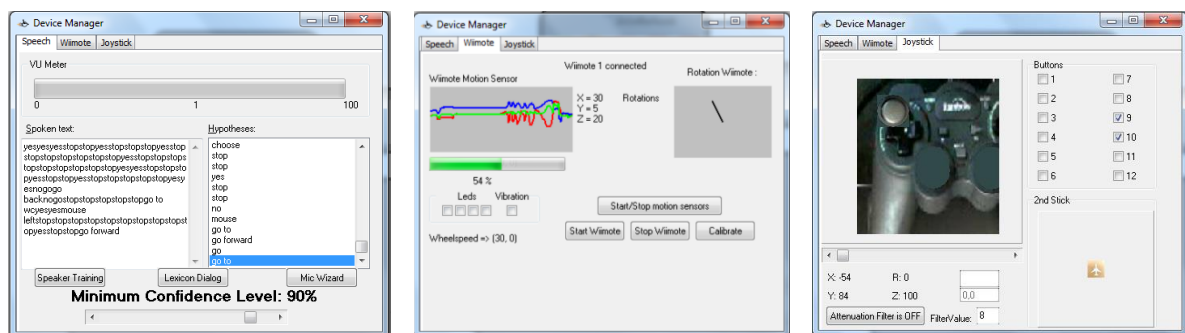 Device Manager
Speech Wiimote Joystick
VU Meter
0 1 100
Spoken text:
yesyesyesstopstopyesstopstopstopyesstop
stopstopstopstopstopstopyesstopstopstops
topstopstopstopstopstopyesyesstopstopsto
pyesstopstopyesstopstopstopstopstopyesy
esnogogo
backnogostopstopstopstopstopgo to
wcyesyesmouse
leftstopstopstopstopstopstopstopstopstopst
opyesstopstopgo forward
Hypotheses:
choose
stop
stop
yes
stop
stop
no
mouse
go to
go forward
go
go to
Speaker Training Lexicon Dialog Mic Wizard
Minimum Confidence Level: 90%
Device Manager
Speech Wiimote Joystick
Wiimote 1 connected
Wiimote Motion Sensor
Rotation Wiimote :
X = 30 Rotations
Y = 5
Z = 20
54 %
Leds Vibration
Start/Stop motion sensors
Start Wiimote Stop Wiimote Calibrate
Wheelspeed => (30, 0)
Device Manager
Speech Wiimote Joystick
Buttons
1 7
2 8
3 9
4 10
5 11
6 12
2nd Stick
X: -54 R: 0
Y: 84 Z: 100 0,0
Attenuation Filter is OFF FilterValue: 8